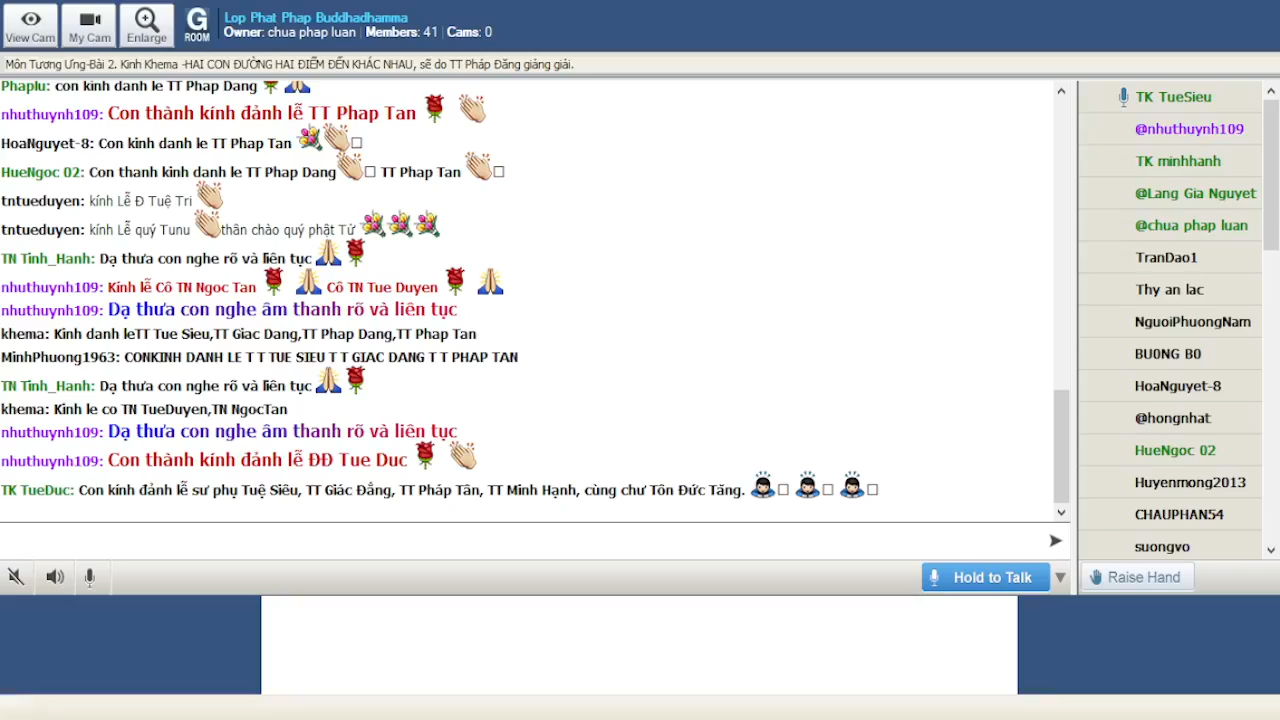 View Cam
My Cam
Enlarge
G
ROOM
Lop Phat Phap Buddhadhamma
Owner: chua phap luan | Members: 41 | Cams: 0
Môn Tương Ưng-Bài 2. Kinh Khema -HAI CON ĐƯỜNG HAI ĐIỂM ĐẾN KHÁC NHAU, sẽ do TT Pháp Đăng giảng giải.
Phaplu: con kinh danh le TT Phap Dang
nhuthuynh109: Con thành kính đảnh lễ TT Phap Tan
HoaNguyet-8: Con kinh danh le TT Phap Tan
HueNgoc 02: Con thanh kinh danh le TT Phap Dang TT Phap Tan
tntueduyen: kính Lễ Đ Tuệ Tri
tntueduyen: kính Lễ quý Tunu thân chào quý phật Tử
TN Tinh_Hanh: Dạ thưa con nghe rõ và liên tục
nhuthuynh109: Kính lễ Cô TN Ngoc Tan Cô TN Tue Duyen
nhuthuynh109: Dạ thưa con nghe âm thanh rõ và liên tục
khema: Kinh danh leTT Tue Sieu,TT Giac Dang,TT Phap Dang,TT Phap Tan
MinhPhuong1963: CONKINH DANH LE T T TUE SIEU T T GIAC DANG T T PHAP TAN
TN Tinh_Hanh: Dạ thưa con nghe rõ và liên tục
khema: Kinh le co TN TueDuyen,TN NgocTan
nhuthuynh109: Dạ thưa con nghe âm thanh rõ và liên tục
nhuthuynh109: Con thành kính đảnh lễ ĐĐ Tue Duc
TK TueDuc: Con kính đảnh lễ sư phụ Tuệ Siêu, TT Giác Đẳng, TT Pháp Tân, TT Minh Hạnh, cùng chư Tôn Đức Tăng.
TK TueSieu
@nhuthuynh109
TK minhhanh
@Lang Gia Nguyet
@chua phap luan
TranDao1
Thy an lac
NguoiPhuongNam
BU0NG B0
HoaNguyet-8
@hongnhat
HueNgoc 02
Huyenmong2013
CHAUPHAN54
suongvo
Hold to Talk
Raise Hand